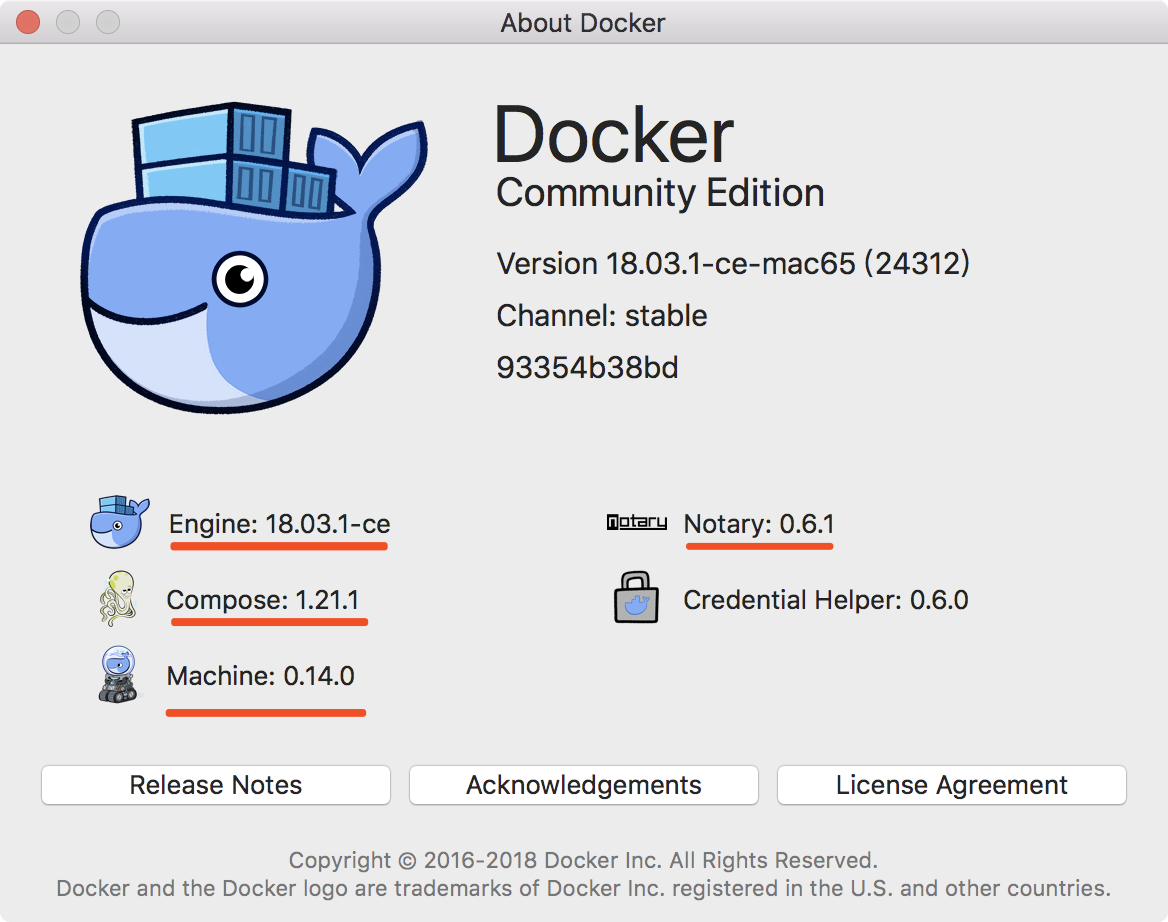 About Docker
Docker
Community Edition
Version 18.03.1-ce-mac65 (24312)
Channel: stable
93354b38bd
Engine: 18.03.1-ce
notary Notary: 0.6.1
Compose: 1.21.1
Credential Helper: 0.6.0
Machine: 0.14.0
Release Notes
Acknowledgements
License Agreement
Copyright © 2016-2018 Docker Inc. All Rights Reserved.
Docker and the Docker logo are trademarks of Docker Inc. registered in the U.S. and other countries.